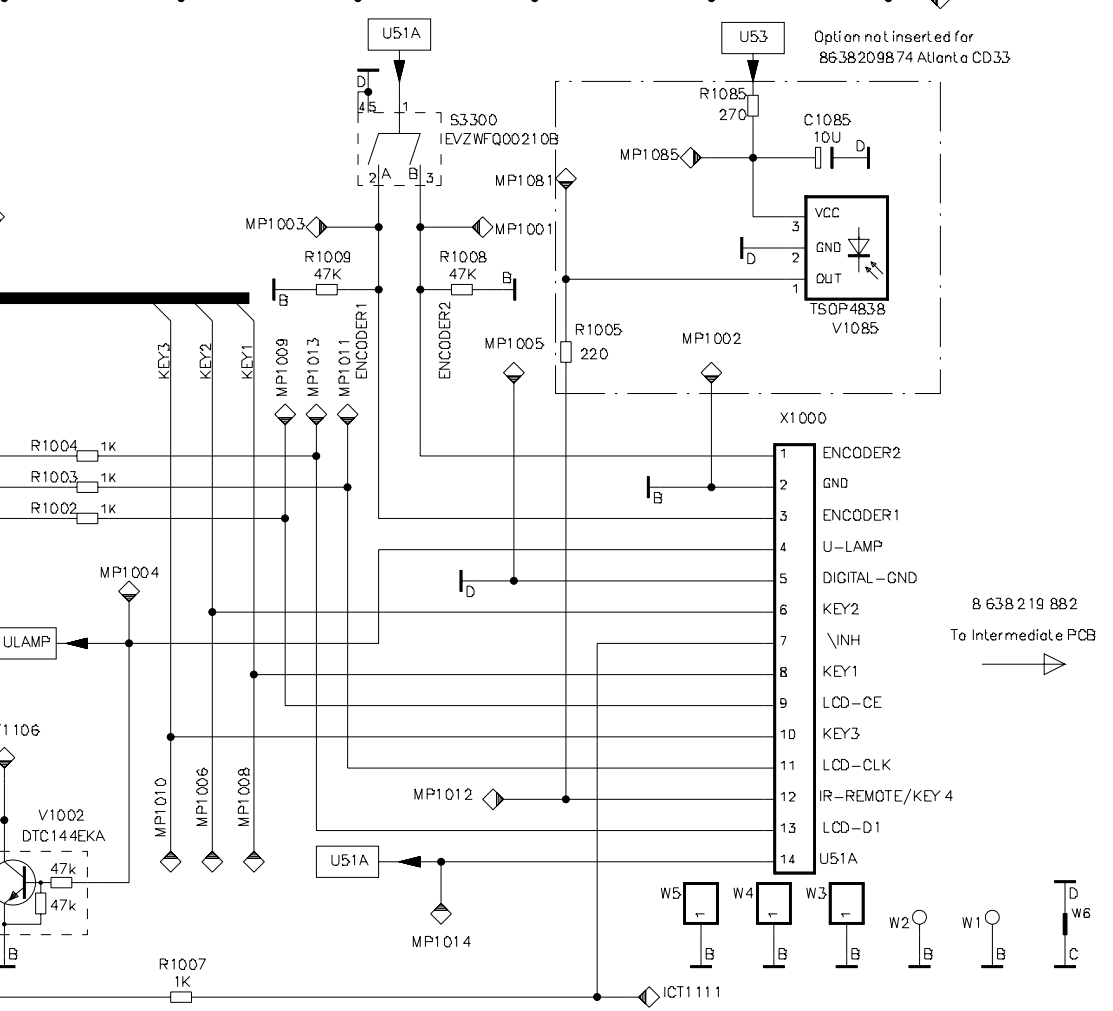 U51A
U53
Option not inserted for
8638209874 Atlanta CD33
D
R1085
270
4 5
1
S3300
EVZWFQ00210B
C1085
10U
D
MP1085
2 A
B 3
MP1081
VCC
3
MP1003
MP1001
GND
2
D
R1009
47K
R1008
47K
B
B
OUT
1
TSOP4838
V1085
KEY3
KEY2
KEY1
MP1009
MP1013
MP1011
ENCODER1
ENCODER2
MP1005
R1005
220
MP1002
X1000
R1004 1K
1 ENCODER2
R1003 1K
B
2 GND
R1002 1K
3 ENCODER1
4 U-LAMP
MP1004
D
5 DIGITAL-GND
8 638 219 882
6 KEY2
ULAMP
7 \INH
To Intermediate PCB
8 KEY1
9 LCD-CE
1106
10 KEY3
11 LCD-CLK
MP1010
MP1006
MP1008
MP1012
12 IR-REMOTE/KEY 4
V1002
DTC144EKA
13 LCD-D1
U51A
14 U51A
47k
47k
W5
1
W4
1
W3
1
W2
W1
D
W6
MP1014
B
B
B
B
B
B
C
R1007
1K
ICT1111